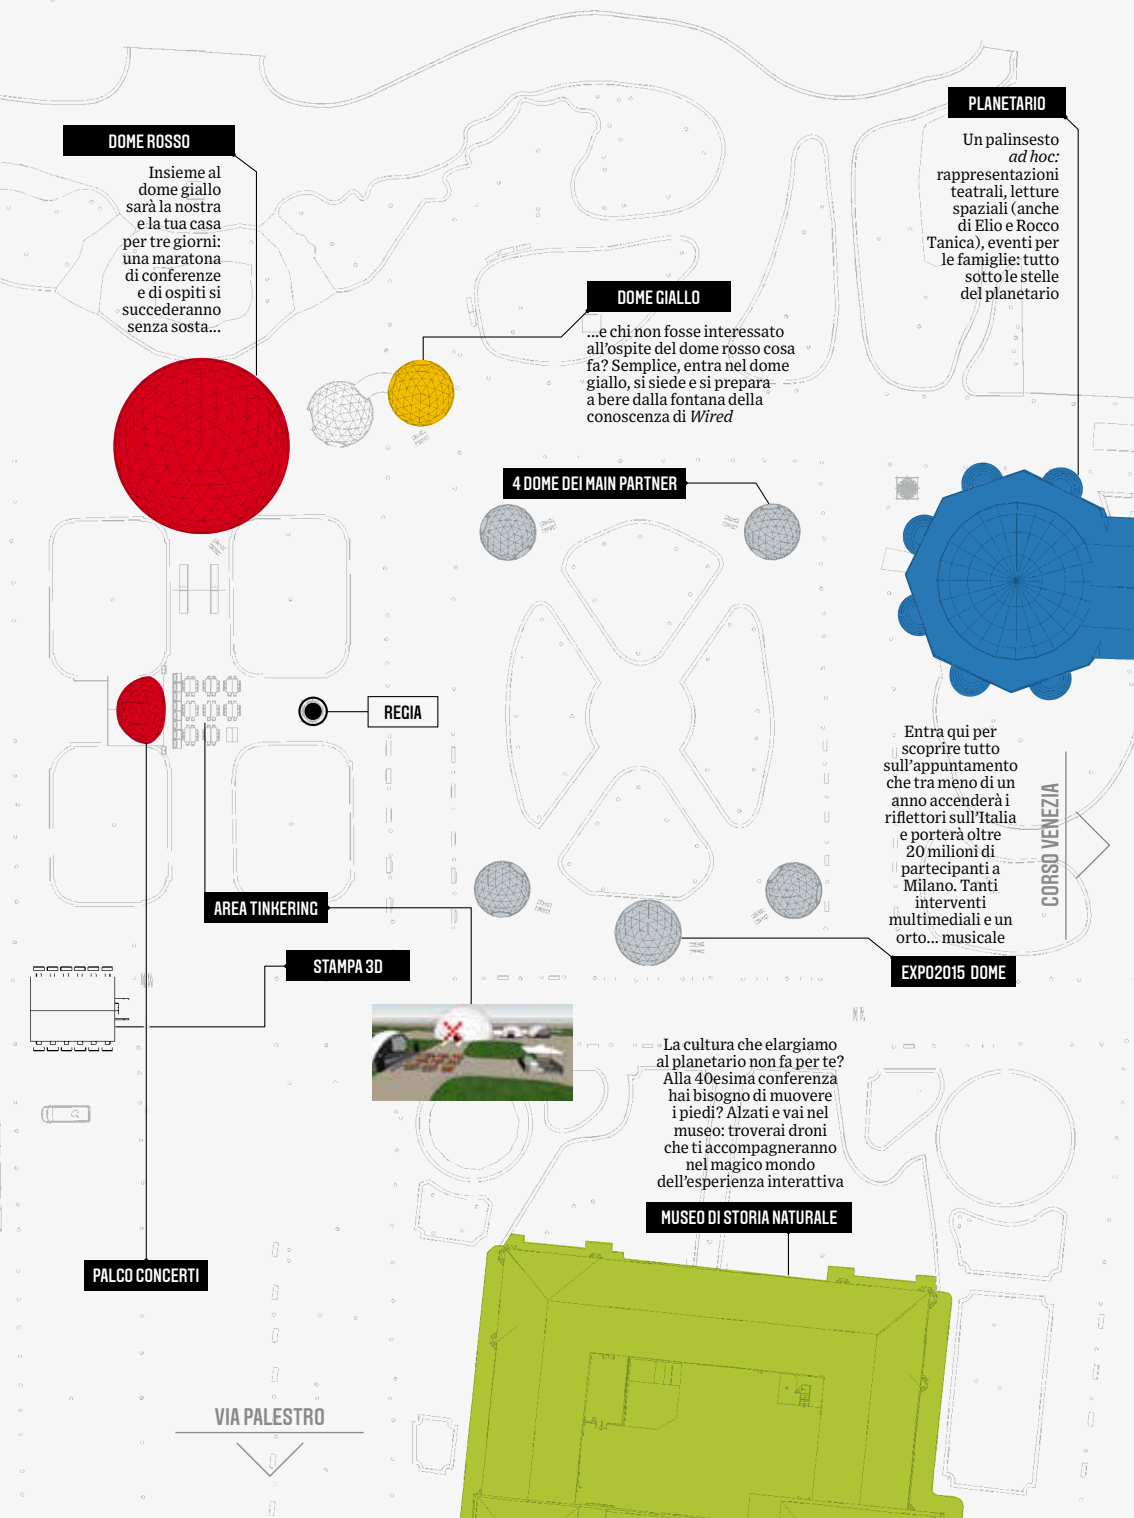 PLANETARIO
Un palinsesto
ad hoc:
rappresentazioni
teatrali, letture
spaziali (anche
di Elio e Rocco
Tanica), eventi per
le famiglie: tutto
sotto le stelle
del planetario
DOME ROSSO
Insieme al
dome giallo
sarà la nostra
e la tua casa
per tre giorni:
una maratona
di conferenze
e di ospiti si
succederanno
senza sosta...
DOME GIALLO
...e chi non fosse interessato
all'ospite del dome rosso cosa
fa? Semplice, entra nel dome
giallo, si siede e si prepara
a bere dalla fontana della
conoscenza di Wired
4 DOME DEI MAIN PARTNER
REGIA
Entra qui per
scoprire tutto
sull'appuntamento
che tra meno di un
anno accenderà i
riflettori sull'Italia
e porterà oltre
20 milioni di
partecipanti a
Milano. Tanti
interventi
multimediali e un
orto... musicale
EXPO2015 DOME
CORSO VENEZIA
AREA TINKERING
STAMPA 3D
La cultura che elargiamo
al planetario non fa per te?
Alla 40esima conferenza
hai bisogno di muovere
i piedi? Alzati e vai nel
museo: troverai droni
che ti accompagneranno
nel magico mondo
dell'esperienza interattiva
MUSEO DI STORIA NATURALE
PALCO CONCERTI
VIA PALESTRO